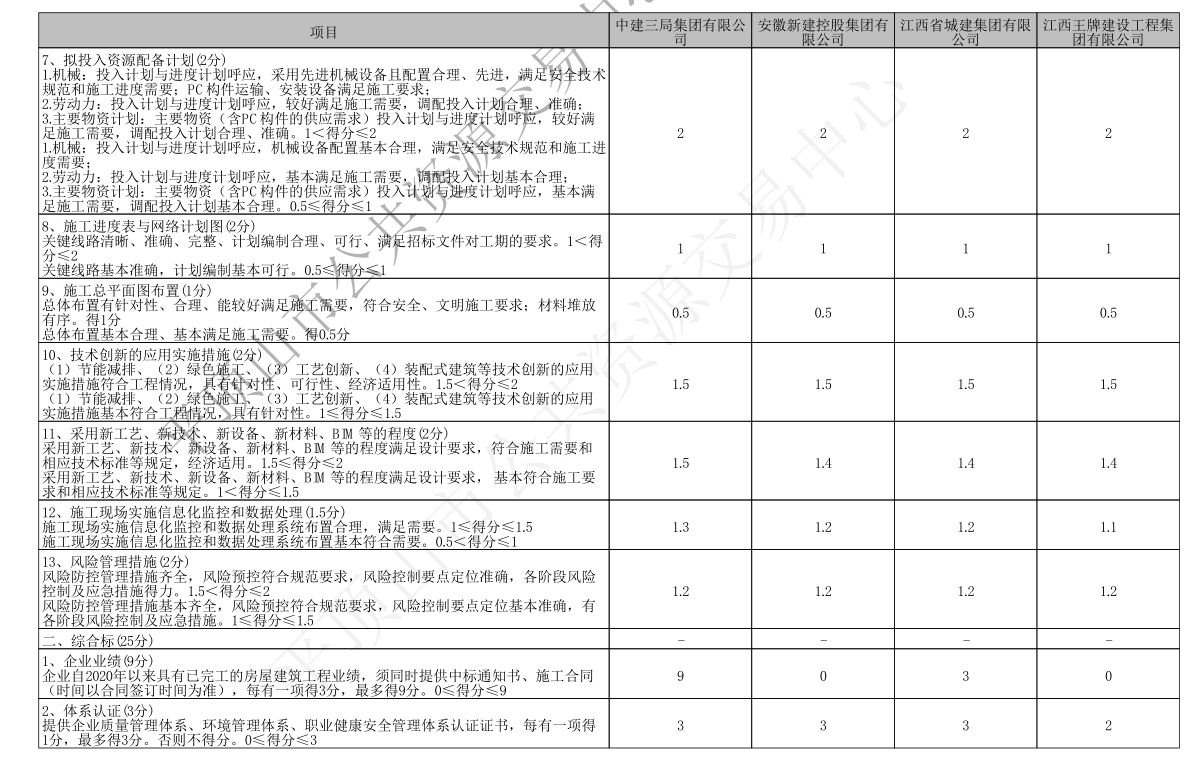 项目
中建三局集团有限公
司
安徽新建控股集团有
限公司
江西省城建集团有限
公司
江西王牌建设工程集
团有限公司
7、拟投入资源配备计划(2分)
1.机械：投入计划与进度计划呼应，采用先进机械设备且配置合理、先进，满足安全技术
规范和施工进度需要；PC构件运输、安装设备满足施工要求；
2.劳动力：投入计划与进度计划呼应，较好满足施工需要，调配投入计划合理、准确；
3.主要物资计划：主要物资（含PC构件的供应需求）投入计划与进度计划呼应，较好满
足施工需要，调配投入计划合理、准确。1＜得分≤2
1.机械：投入计划与进度计划呼应，机械设备配置基本合理，满足安全技术规范和施工进
度需要；
2.劳动力：投入计划与进度计划呼应，基本满足施工需要，调配投入计划基本合理；
3.主要物资计划：主要物资（含PC构件的供应需求）投入计划与进度计划呼应，基本满
足施工需要，调配投入计划基本合理。0.5≤得分≤1
2 2 2 2
8、施工进度表与网络计划图(2分)
关键线路清晰、准确、完整、计划编制合理、可行、满足招标文件对工期的要求。1＜得
分≤2
关键线路基本准确，计划编制基本可行。0.5≤得分≤1
1 1 1 1
9、施工总平面图布置(1分)
总体布置有针对性、合理、能较好满足施工需要，符合安全、文明施工要求；材料堆放
有序。得1分
总体布置基本合理、基本满足施工需要。得0.5分
0.5 0.5 0.5 0.5
10、技术创新的应用实施措施(2分)
（1）节能减排、（2）绿色施工、（3）工艺创新、（4）装配式建筑等技术创新的应用
实施措施符合工程情况，具有针对性、可行性、经济适用性。1.5＜得分≤2
（1）节能减排、（2）绿色施工、（3）工艺创新、（4）装配式建筑等技术创新的应用
实施措施基本符合工程情况，具有针对性。1≤得分≤1.5
1.5 1.5 1.5 1.5
11、采用新工艺、新技术、新设备、新材料、BIM 等的程度(2分)
采用新工艺、新技术、新设备、新材料、BIM 等的程度满足设计要求，符合施工需要和
相应技术标准等规定，经济适用。1.5≤得分≤2
采用新工艺、新技术、新设备、新材料、BIM 等的程度满足设计要求， 基本符合施工要
求和相应技术标准等规定。1＜得分≤1.5
1.5 1.4 1.4 1.4
12、施工现场实施信息化监控和数据处理(1.5分)
施工现场实施信息化监控和数据处理系统布置合理，满足需要。1≤得分≤1.5
施工现场实施信息化监控和数据处理系统布置基本符合需要。0.5＜得分≤1
1.3 1.2 1.2 1.1
13、风险管理措施(2分)
风险防控管理措施齐全，风险预控符合规范要求，风险控制要点定位准确，各阶段风险
控制及应急措施得力。1.5＜得分≤2
风险防控管理措施基本齐全，风险预控符合规范要求，风险控制要点定位基本准确，有
各阶段风险控制及应急措施。1≤得分≤1.5
1.2 1.2 1.2 1.2
二、综合标(25分)
- - - -
1、企业业绩(9分)
企业自2020年以来具有已完工的房屋建筑工程业绩，须同时提供中标通知书、施工合同
（时间以合同签订时间为准），每有一项得3分，最多得9分。0≤得分≤9
9 0 3 0
2、体系认证(3分)
提供企业质量管理体系、环境管理体系、职业健康安全管理体系认证证书，每有一项得
1分，最多得3分。否则不得分。0≤得分≤3
3 3 3 2
平顶山市公共资源交易中心
平顶山市公共资源交易中心